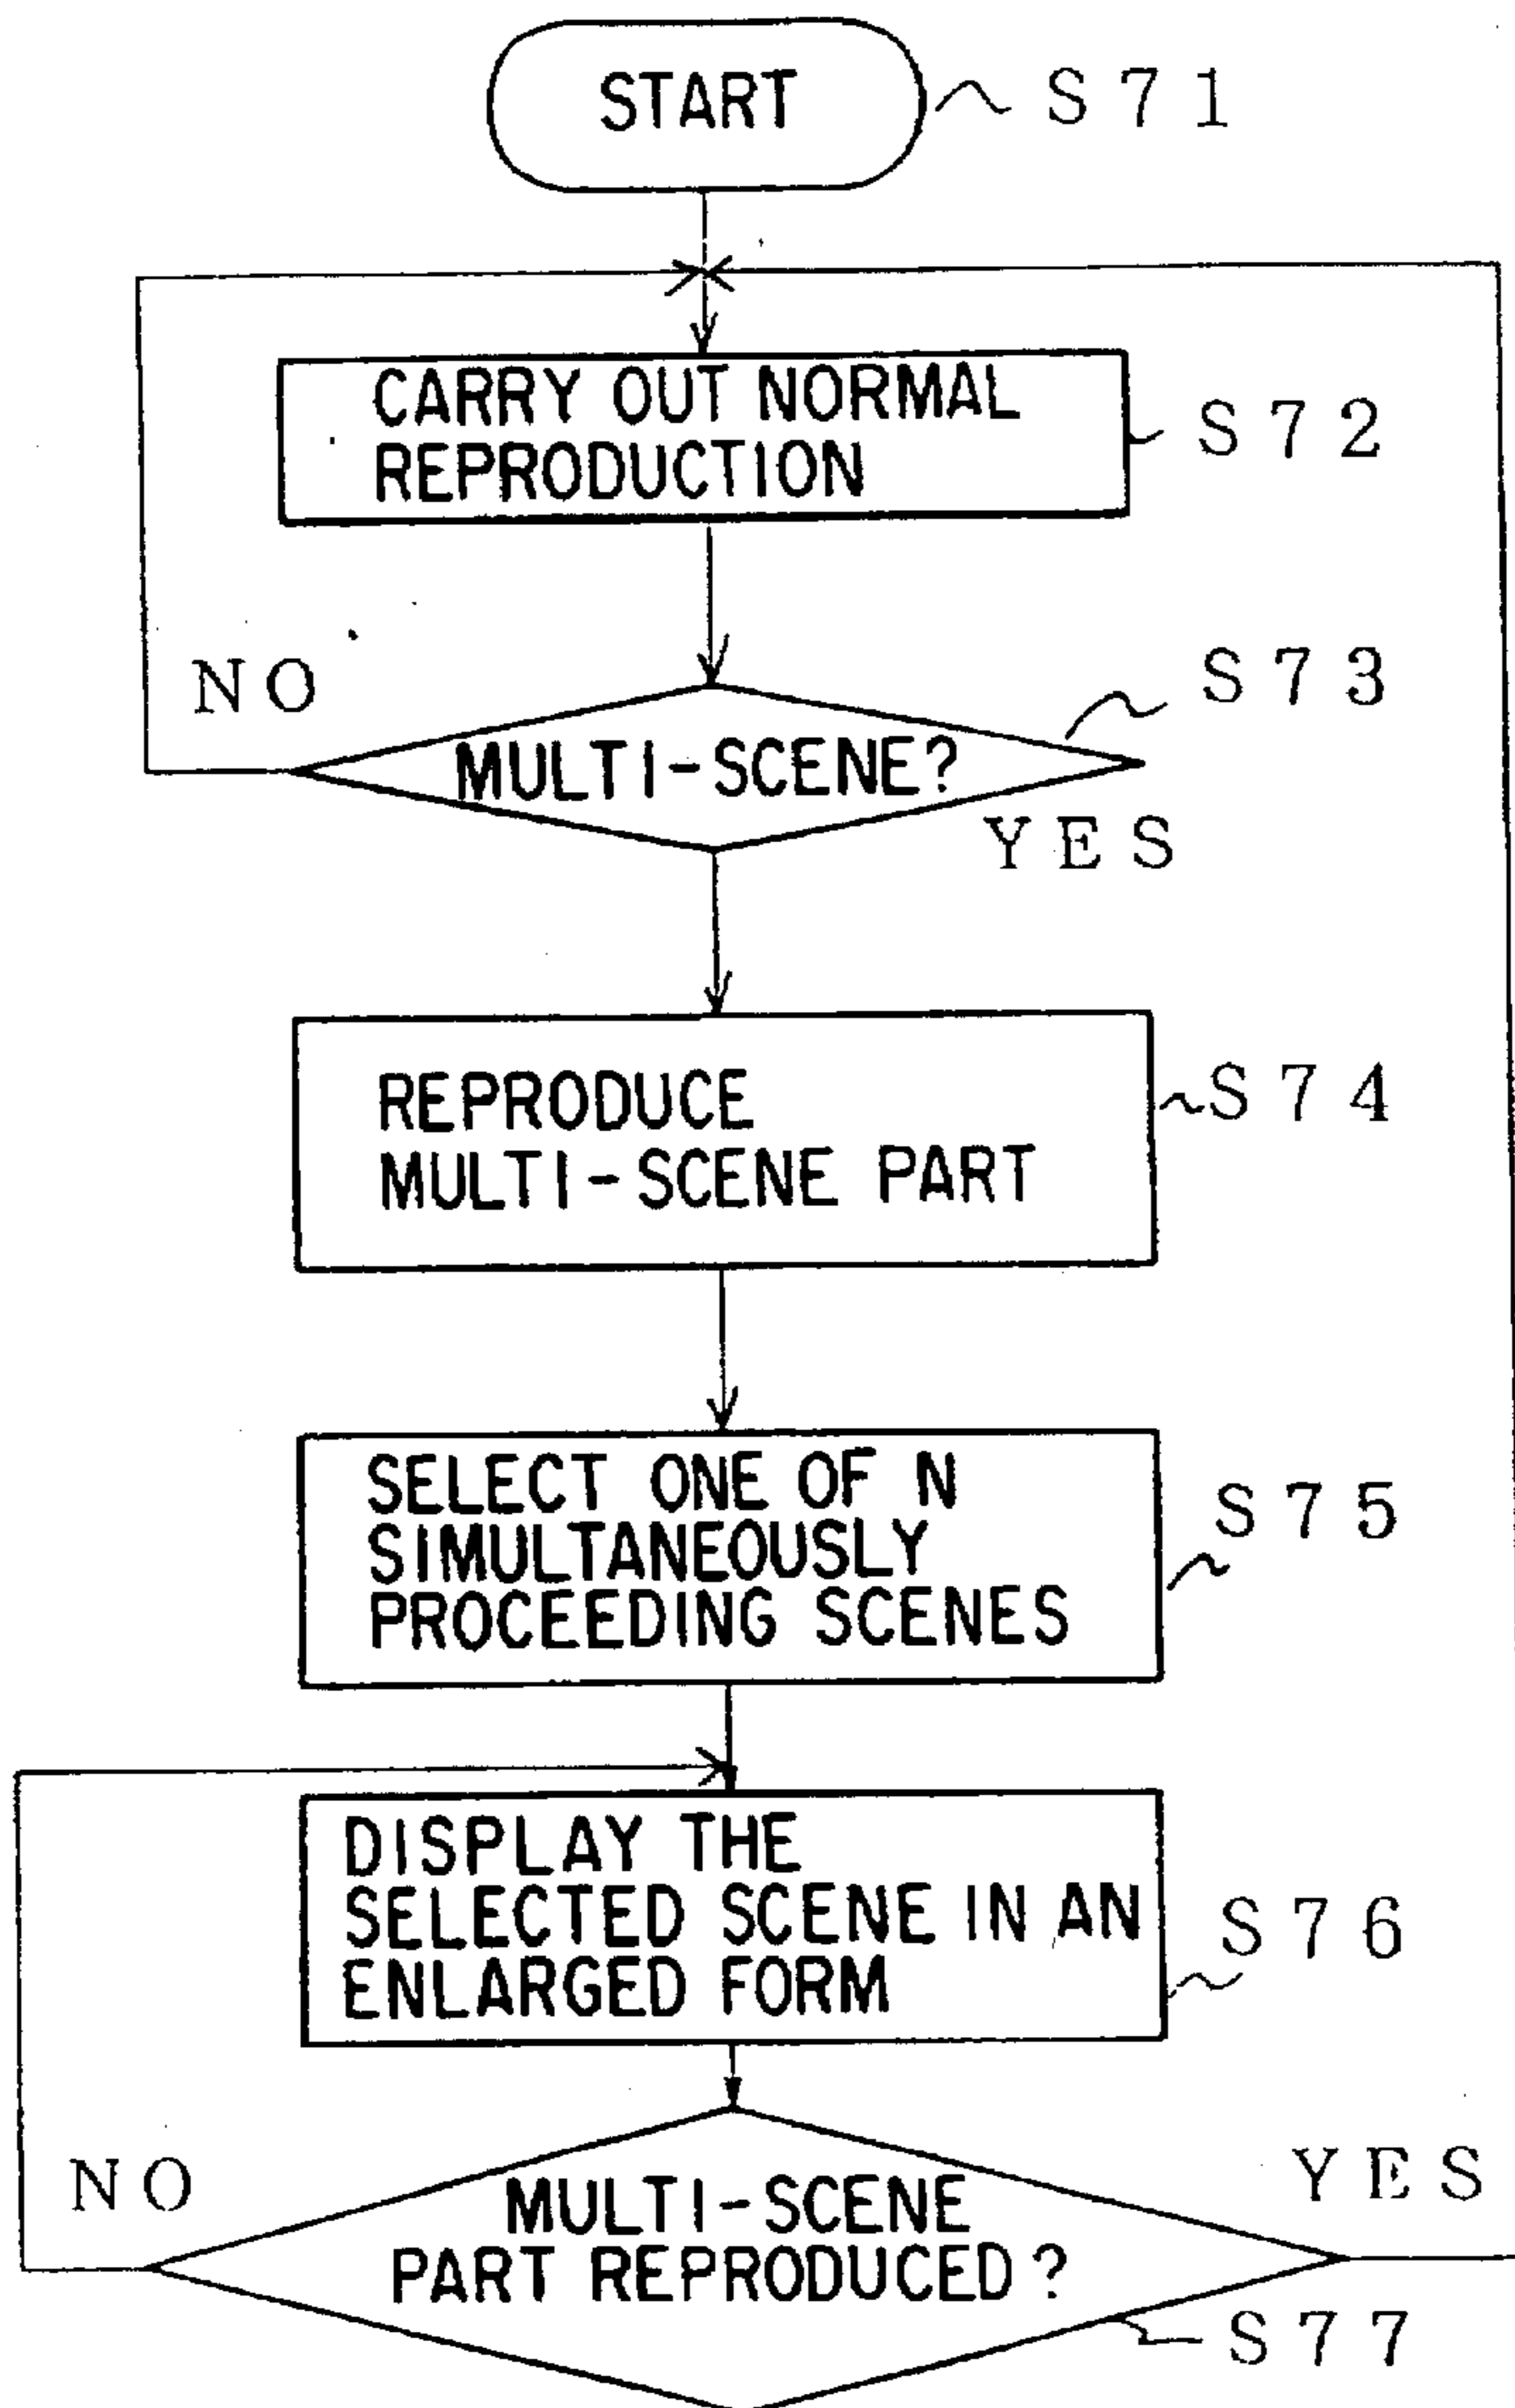 START
S71
CARRY OUT NORMAL
REPRODUCTION
S72
NO
S73
MULTI-SCENE?
YES
REPRODUCE
MULTI-SCENE PART
S74
SELECT ONE OF N
SIMULTANEOUSLY
PROCEEDING SCENES
S75
DISPLAY THE
SELECTED SCENE IN AN
ENLARGED FORM
S76
NO
YES
MULTI-SCENE
PART REPRODUCED?
S77